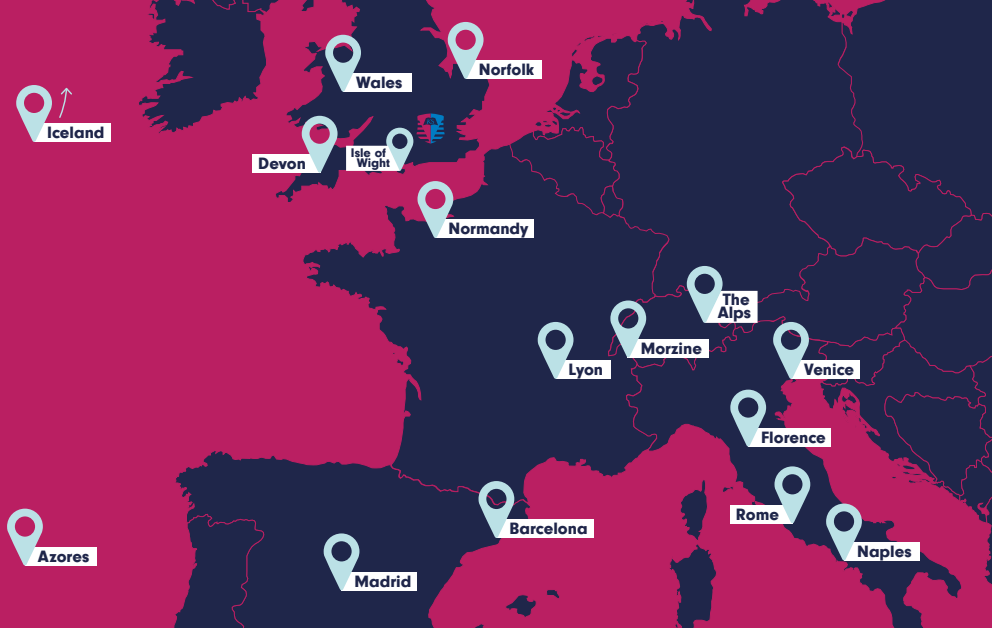 Norfolk
Wales
Iceland
Devon
Isle of
Wight
Normandy
The
Alps
Morzine
Lyon
Venice
Florence
Rome
Barcelona
Naples
Azores
Madrid